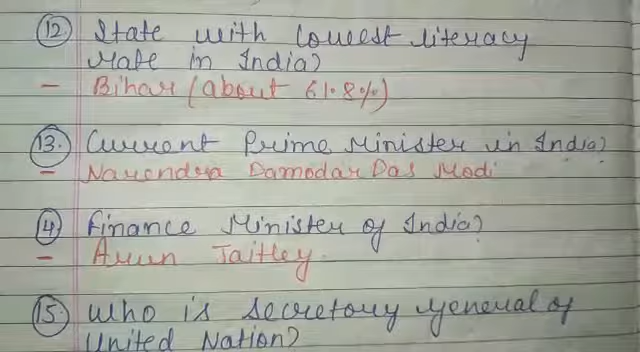 12 State with lowest literacy
rate in India?
– Bihar (about 61.8%)
13. Current Prime Minister in India?
– Narendra Damodar Das Modi
14 Finance Minister of India?
– Arun Jaitley.
15. Who is Secretory general of
United Nation?